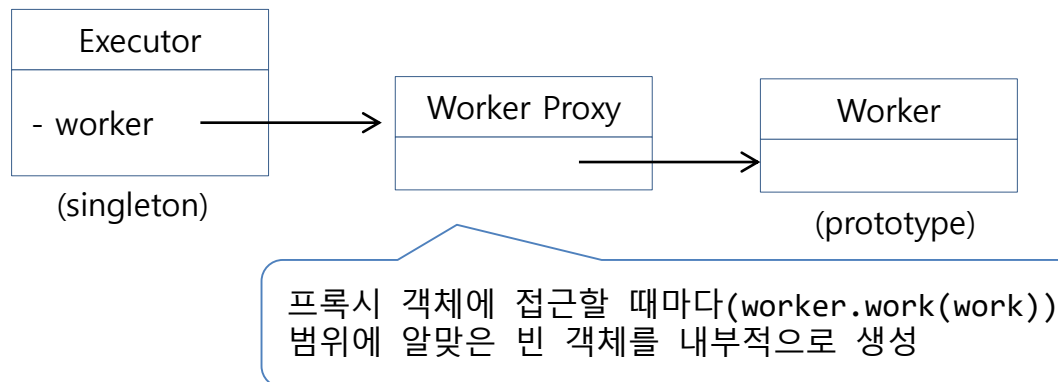 Executor
- worker
(singleton)
Worker Proxy
Worker
(prototype)
프록시 객체에 접근할 때마다(worker.work(work))
범위에 알맞은 빈 객체를 내부적으로 생성